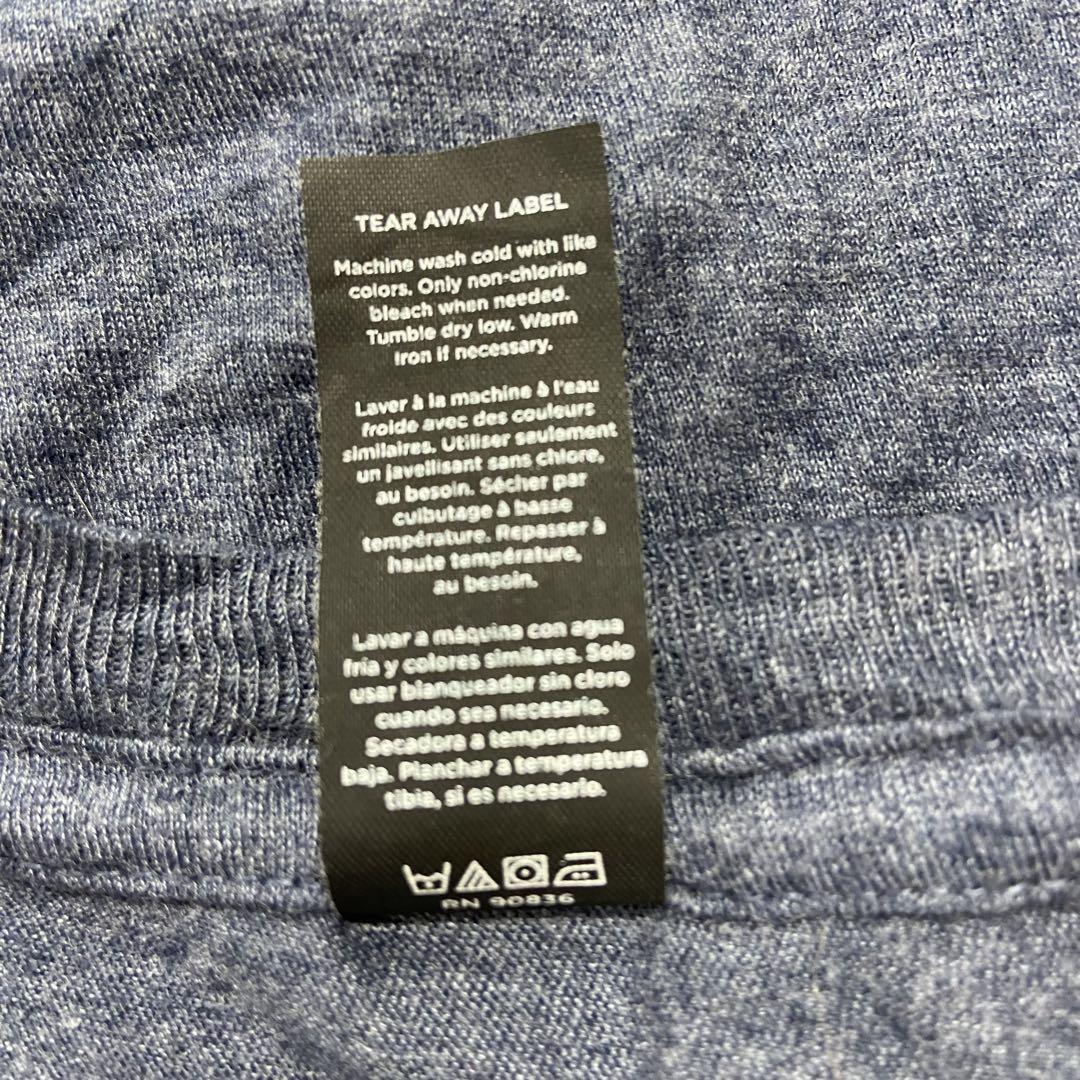 TEAR AWAY LABEL
Machine wash cold with like
colors. Only non-chlorine
bleach when needed.
Tumble dry low. Warm
Iron if necessary.
Laver à la machine à l'eau
froide avec des couleurs
similaires. Utiliser seulement
un javellisant sans chlore,
au besoin. Sécher par
culbutage à basse
température. Repasser à
haute température,
au besoin.
Lavar a máquina con agua
fría y colores similares. Solo
usar blanqueador sin cloro
cuando sea necesario.
Secadora a temperatura
baja. Planchar a temperatura
tibia, si es necesario.
RN 90836